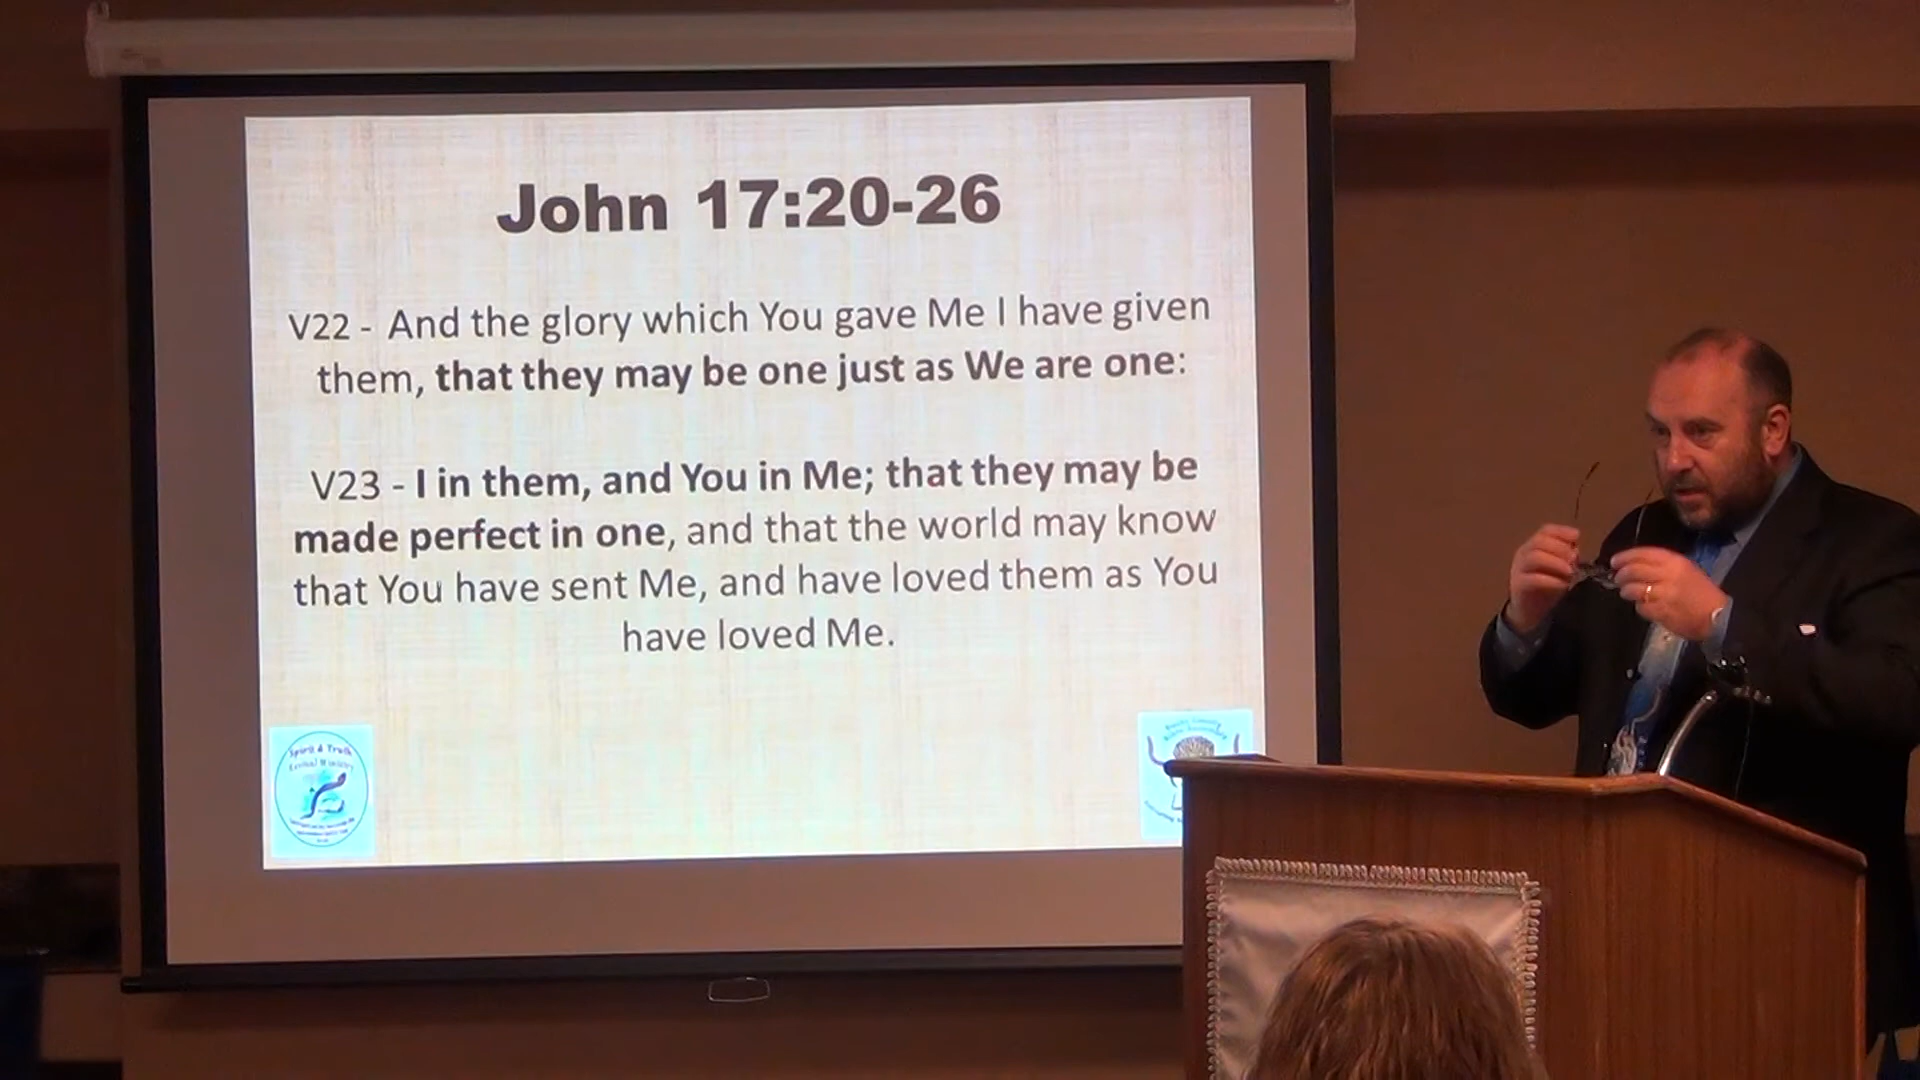 John 17:20-26
V22 - And the glory which You gave Me I have given
them, that they may be one just as We are one:
V23 - I in them, and You in Me; that they may be
made perfect in one, and that the world may know
that You have sent Me, and have loved them as You
have loved Me.
Spirit & Truth
Revival Ministry